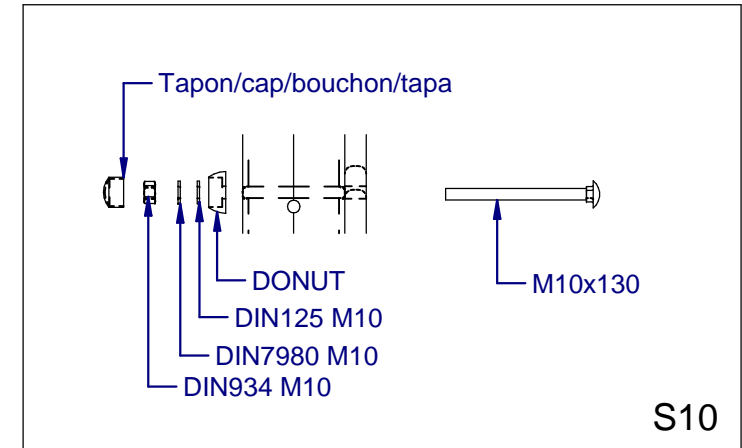 Tapon/cap/bouchon/tapa
DONUT
M10x130
DIN125 M10
DIN7980 M10
DIN934 M10
S10